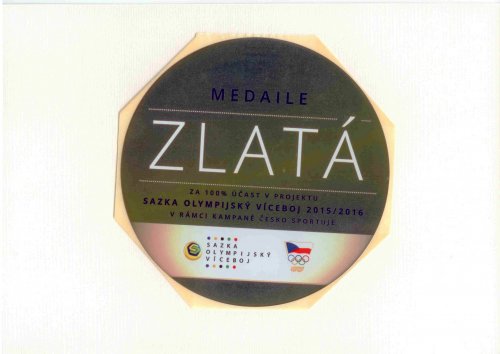 MEDAILE
ZLATÁ
ZA 100% ÚČAST V PROJEKTU
SAZKA OLYMPIJSKÝ VÍCEBOJ 2015/2016
V RÁMCI KAMPANĚ ČESKO SPORTUJE
SAZKA
OLYMPIJSKÝ
VÍCEBOJ